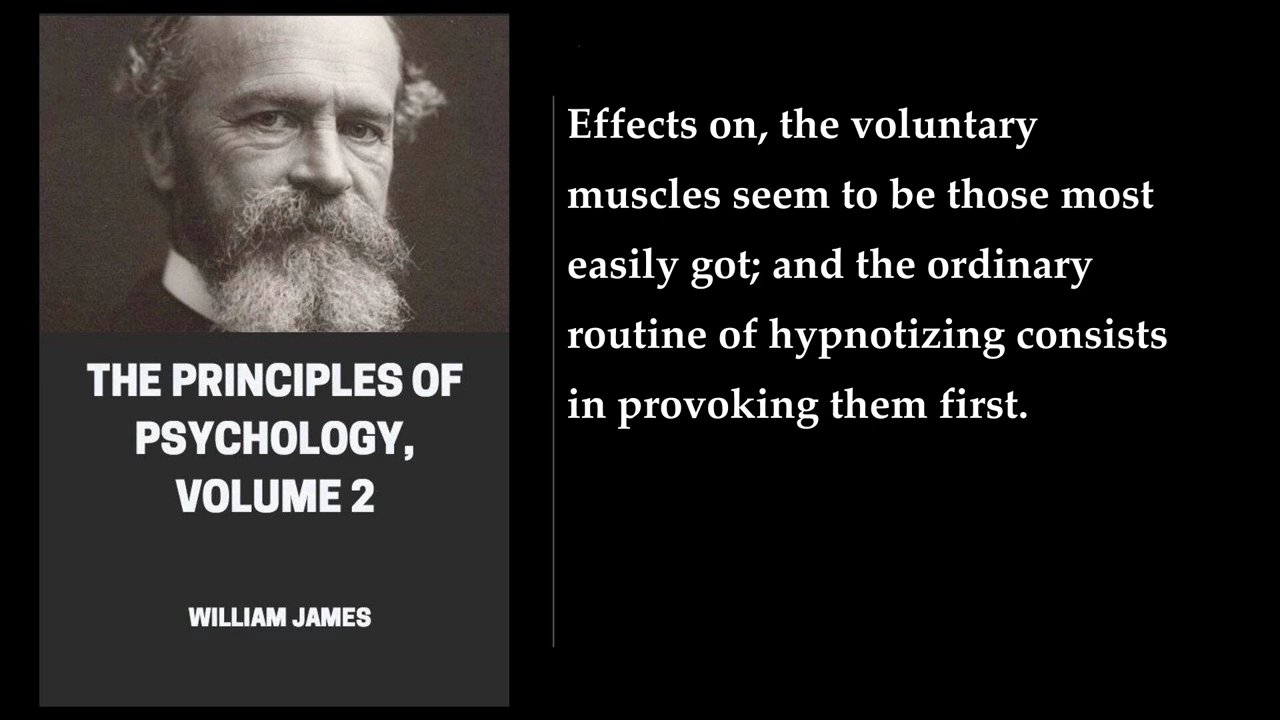 THE PRINCIPLES OF
PSYCHOLOGY,
VOLUME 2
WILLIAM JAMES
Effects on, the voluntary
muscles seem to be those most
easily got; and the ordinary
routine of hypnotizing consists
in provoking them first.